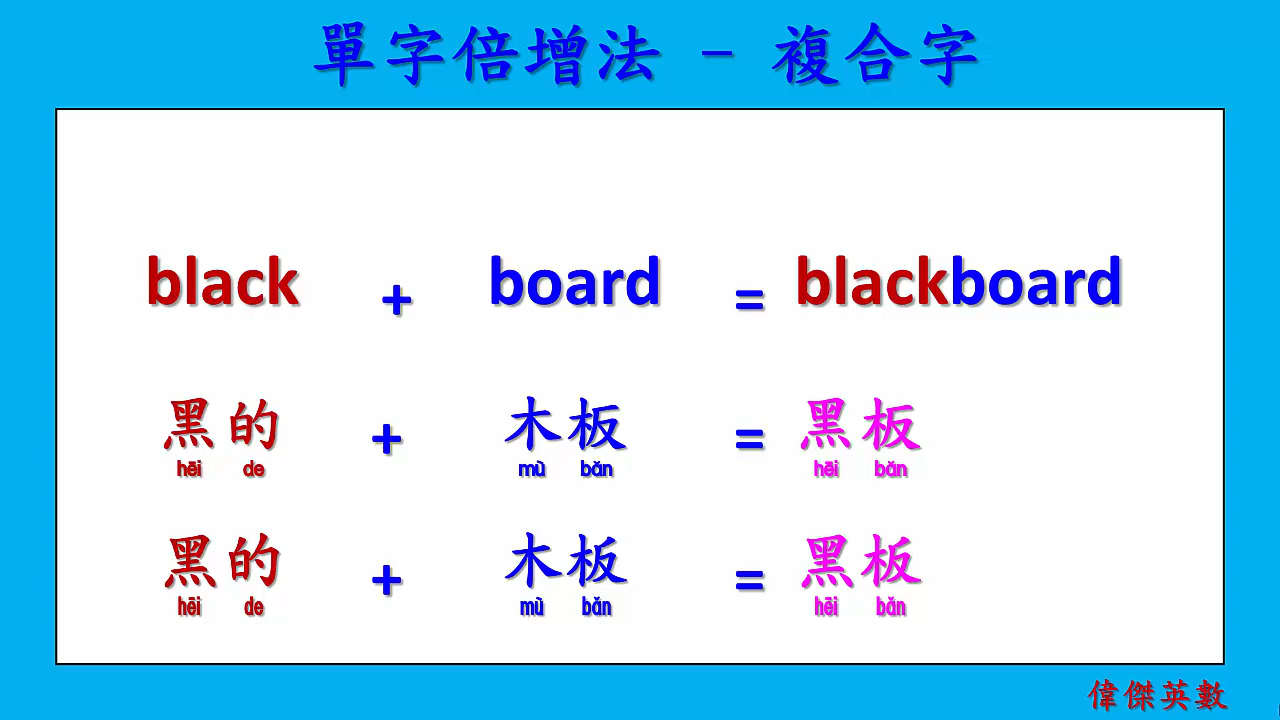 單字倍增法 - 複合字
black + board = blackboard
黑的 + 木板 = 黑板
hēi de mù bǎn hēi bǎn
黑的 + 木板 = 黑板
hēi de mù bǎn hēi bǎn
偉傑英數